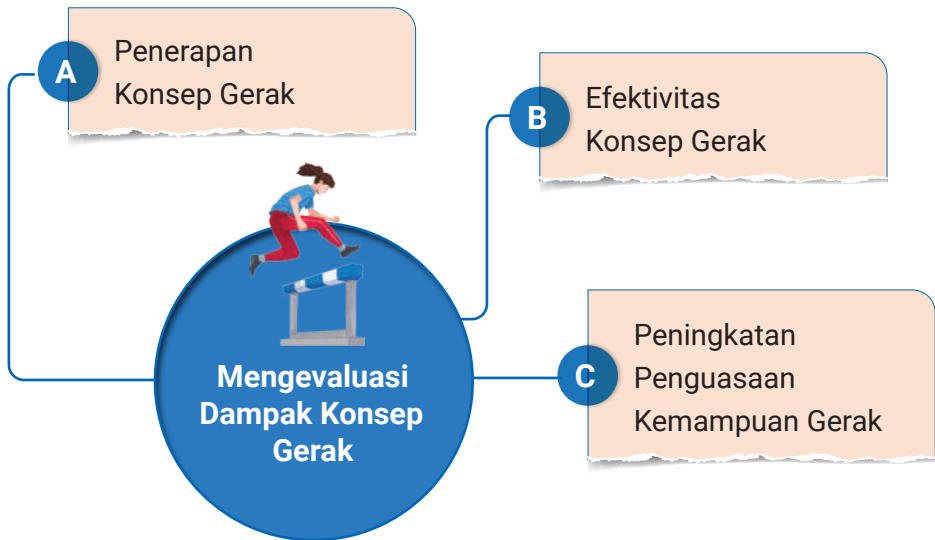 A
Penerapan
Konsep Gerak
B
Efektivitas
Konsep Gerak
Mengevaluasi
Dampak Konsep
Gerak
C
Peningkatan
Penguasaan
Kemampuan Gerak